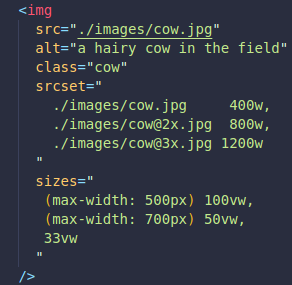 <img
src="./images/cow.jpg"
alt="a hairy cow in the field"
class="cow"
srcset="
./images/cow.jpg 400w,
./images/cow@2x.jpg 800w,
./images/cow@3x.jpg 1200w
"
sizes="
(max-width: 500px) 100vw,
(max-width: 700px) 50vw,
33vw
"
/>